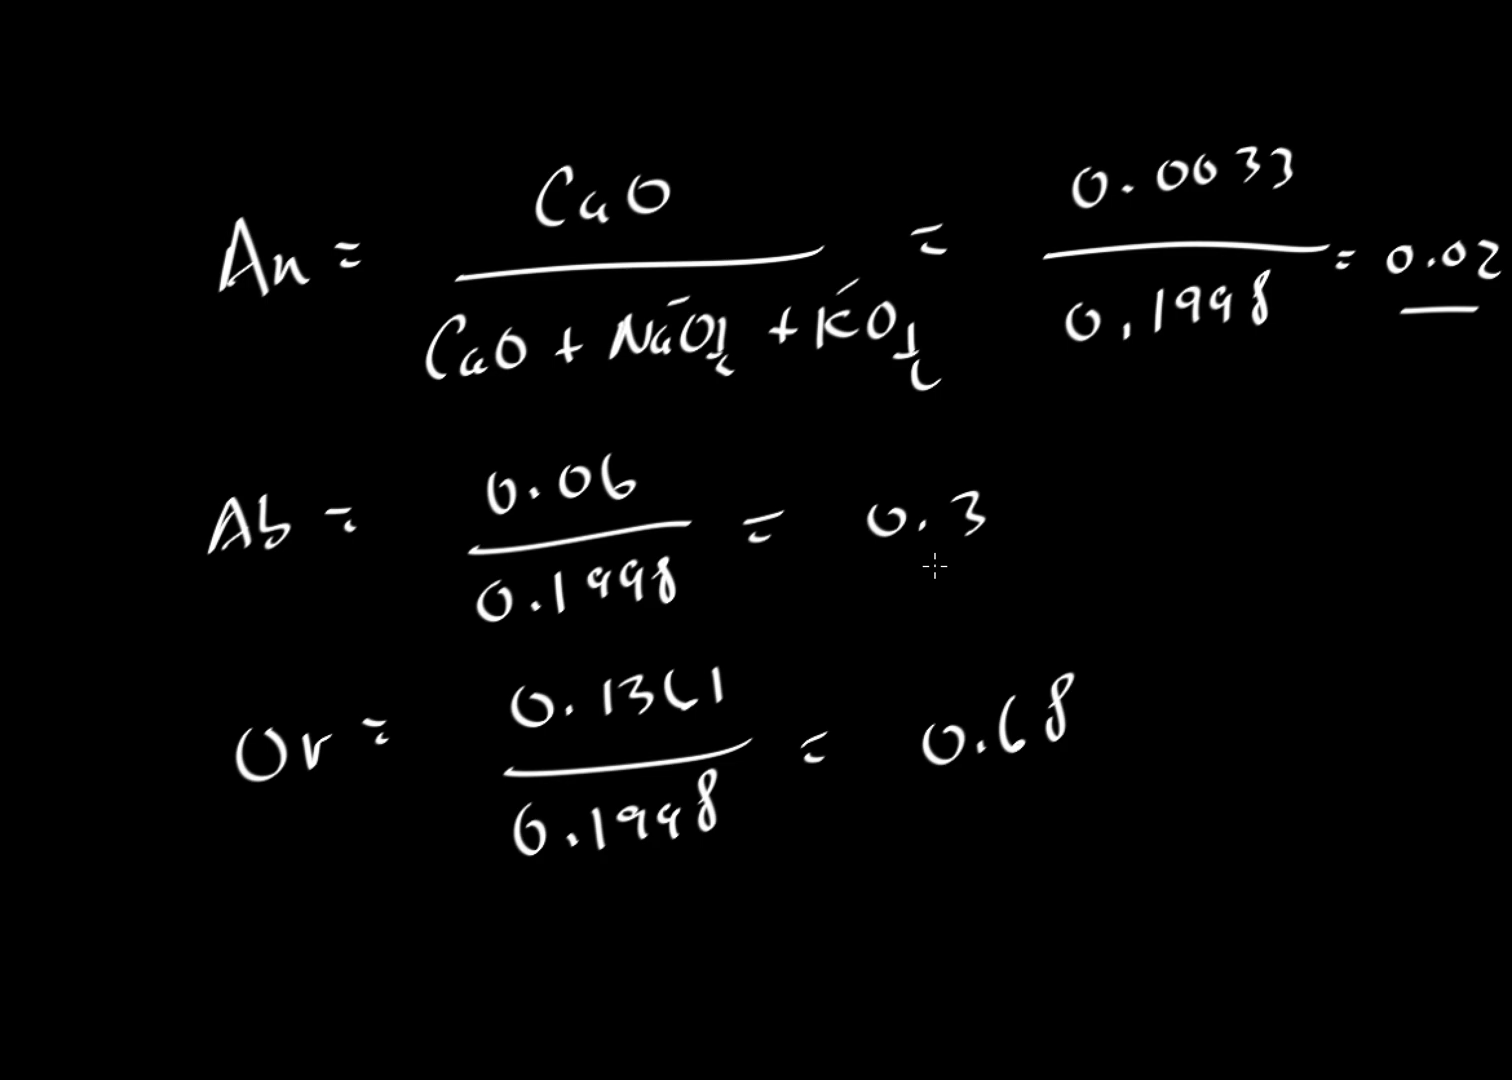 An = CaO / (CaO + NaO½ + KO½) = 0.0033 / 0.1998 = 0.02
Ab = 0.06 / 0.1998 = 0.3
Or = 0.1361 / 0.1998 = 0.68